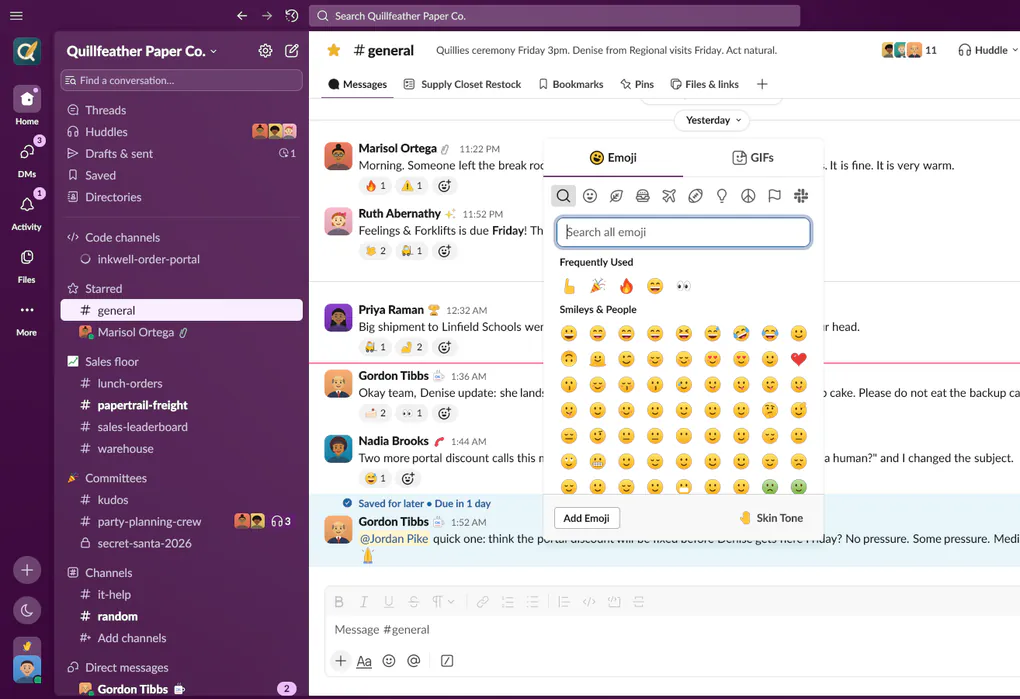 Search Quillfeather Paper Co.
Quillfeather Paper Co.
Find a conversation...
Home
DMs
3
Activity
1
Files
More
Threads
Huddles
Drafts & sent
1
Saved
Directories
Code channels
inkwell-order-portal
Starred
# general
Marisol Ortega
Sales floor
# lunch-orders
# papertrail-freight
# sales-leaderboard
# warehouse
Committees
# kudos
# party-planning-crew
3
secret-santa-2026
Channels
# it-help
# random
Add channels
Direct messages
Gordon Tibbs
2
# general
Quillies ceremony Friday 3pm. Denise from Regional visits Friday. Act natural.
11
Huddle
Messages
Supply Closet Restock
Bookmarks
Pins
Files & links
Yesterday
Marisol Ortega 11:22 PM
Morning. Someone left the break
. It is fine. It is very warm.
1
1
Ruth Abernathy 11:52 PM
Feelings & Forklifts is due Friday!
2
1
Priya Raman 12:32 AM
Big shipment to Linfield Schools
r head.
1
2
Gordon Tibbs 1:36 AM
Okay team, Denise update: she lands
cake. Please do not eat the backup
2
1
Nadia Brooks 1:44 AM
Two more portal discount calls this
a human?" and I changed the subject.
1
Saved for later • Due in 1 day
Gordon Tibbs 1:52 AM
@Jordan Pike quick one: think the portal discount will be fixed before Denise gets here Friday? No pressure. Some pressure.
Emoji
GIFs
Search all emoji
Frequently Used
Smileys & People
Add Emoji
Skin Tone
B I U S
Message #general
Aa